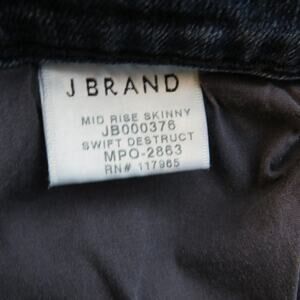 J BRAND
MID RISE SKINNY
JB000376
SWIFT DESTRUCT
MPO-2863
RN# 117965